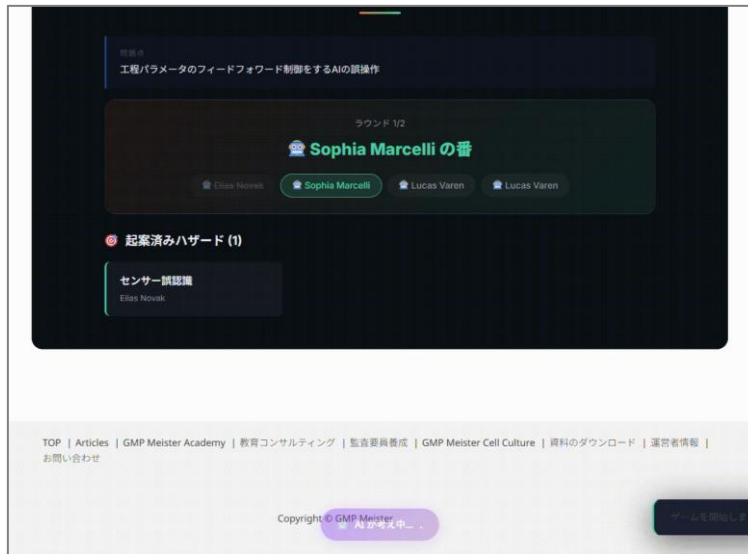 問題点
工程パラメータのフィードフォワード制御をするAIの誤操作
ラウンド 1/2
Sophia Marcelli の番
Elias Novak
Sophia Marcelli
Lucas Varen
Lucas Varen
起案済みハザード (1)
センサー誤認識
Elias Novak
TOP | Articles | GMP Meister Academy | 教育コンサルティング | 監査要員養成 | GMP Meister Cell Culture | 資料のダウンロード | 運営者情報 |
お問い合わせ
Copyright © GMP Meister
AI が考え中...
ゲームを開始しま